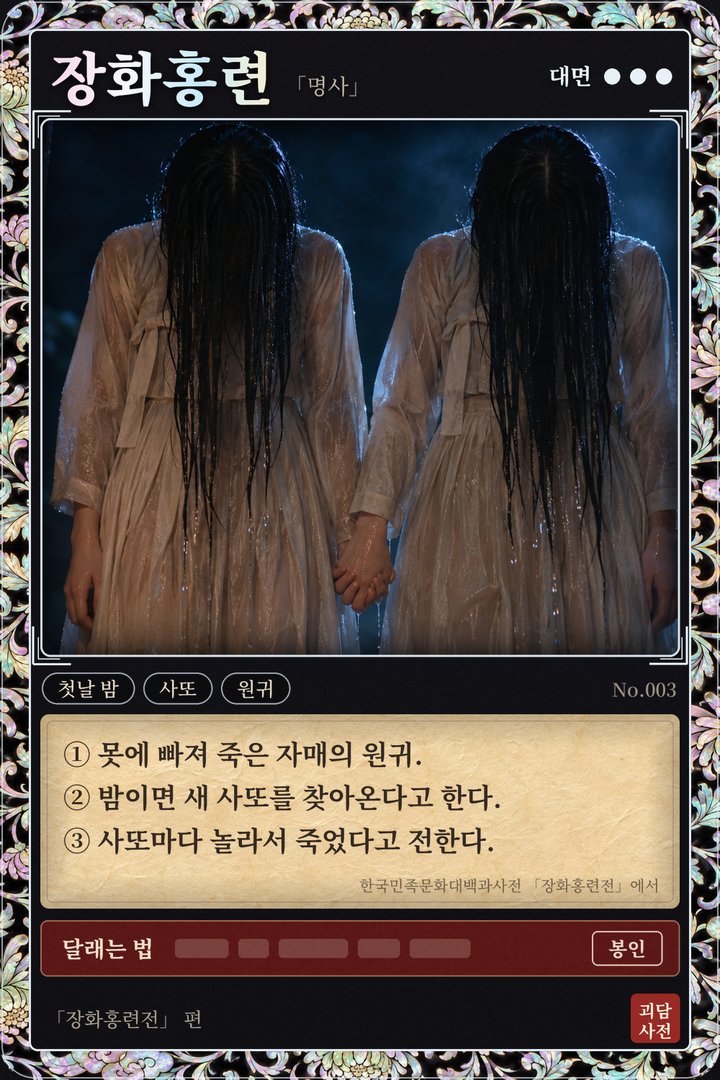 장화홍련 「명사」 대면 ●●●
첫날 밤 사또 원귀 No.003
① 못에 빠져 죽은 자매의 원귀.
② 밤이면 새 사또를 찾아온다고 한다.
③ 사또마다 놀라서 죽었다고 전한다.
한국민족문화대백과사전 「장화홍련전」에서
달래는 법 봉인
「장화홍련전」 편
괴담
사전